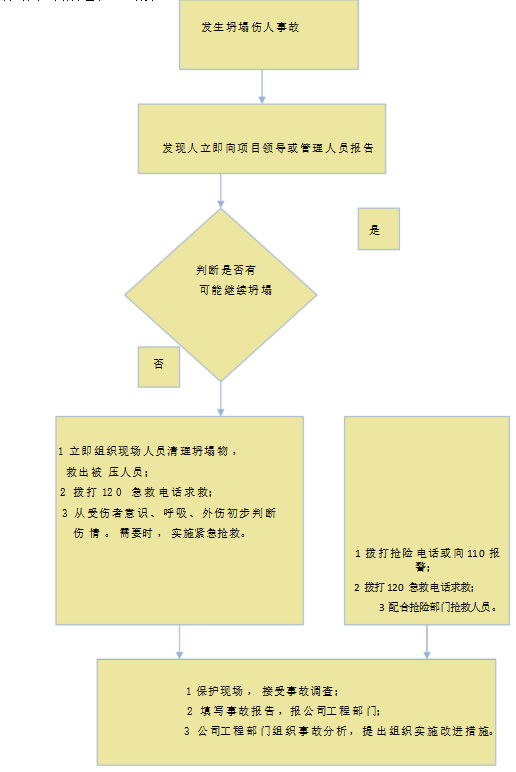 发生坍塌伤人事故
发现人立即向项目领导或管理人员报告
是
判断是否有
可能继续坍塌
否
1 立即组织现场人员清理坍塌物，
救出被 压人员；
2 拨打 120 急救电话求救；
3 从受伤者意识、呼吸、外伤初步判断
伤 情 。 需要时 ， 实施紧急抢救。
1 拨打抢险 电话或向 110 报
警；
2 拨打 120 急救电话求救；
3 配合抢险部门抢救人员。
1 保护现场 ， 接受事故调查；
2 填写事故报告 ，报公司工程部门；
3 公司工程部门组织事故分析，提出组织实施改进措施。